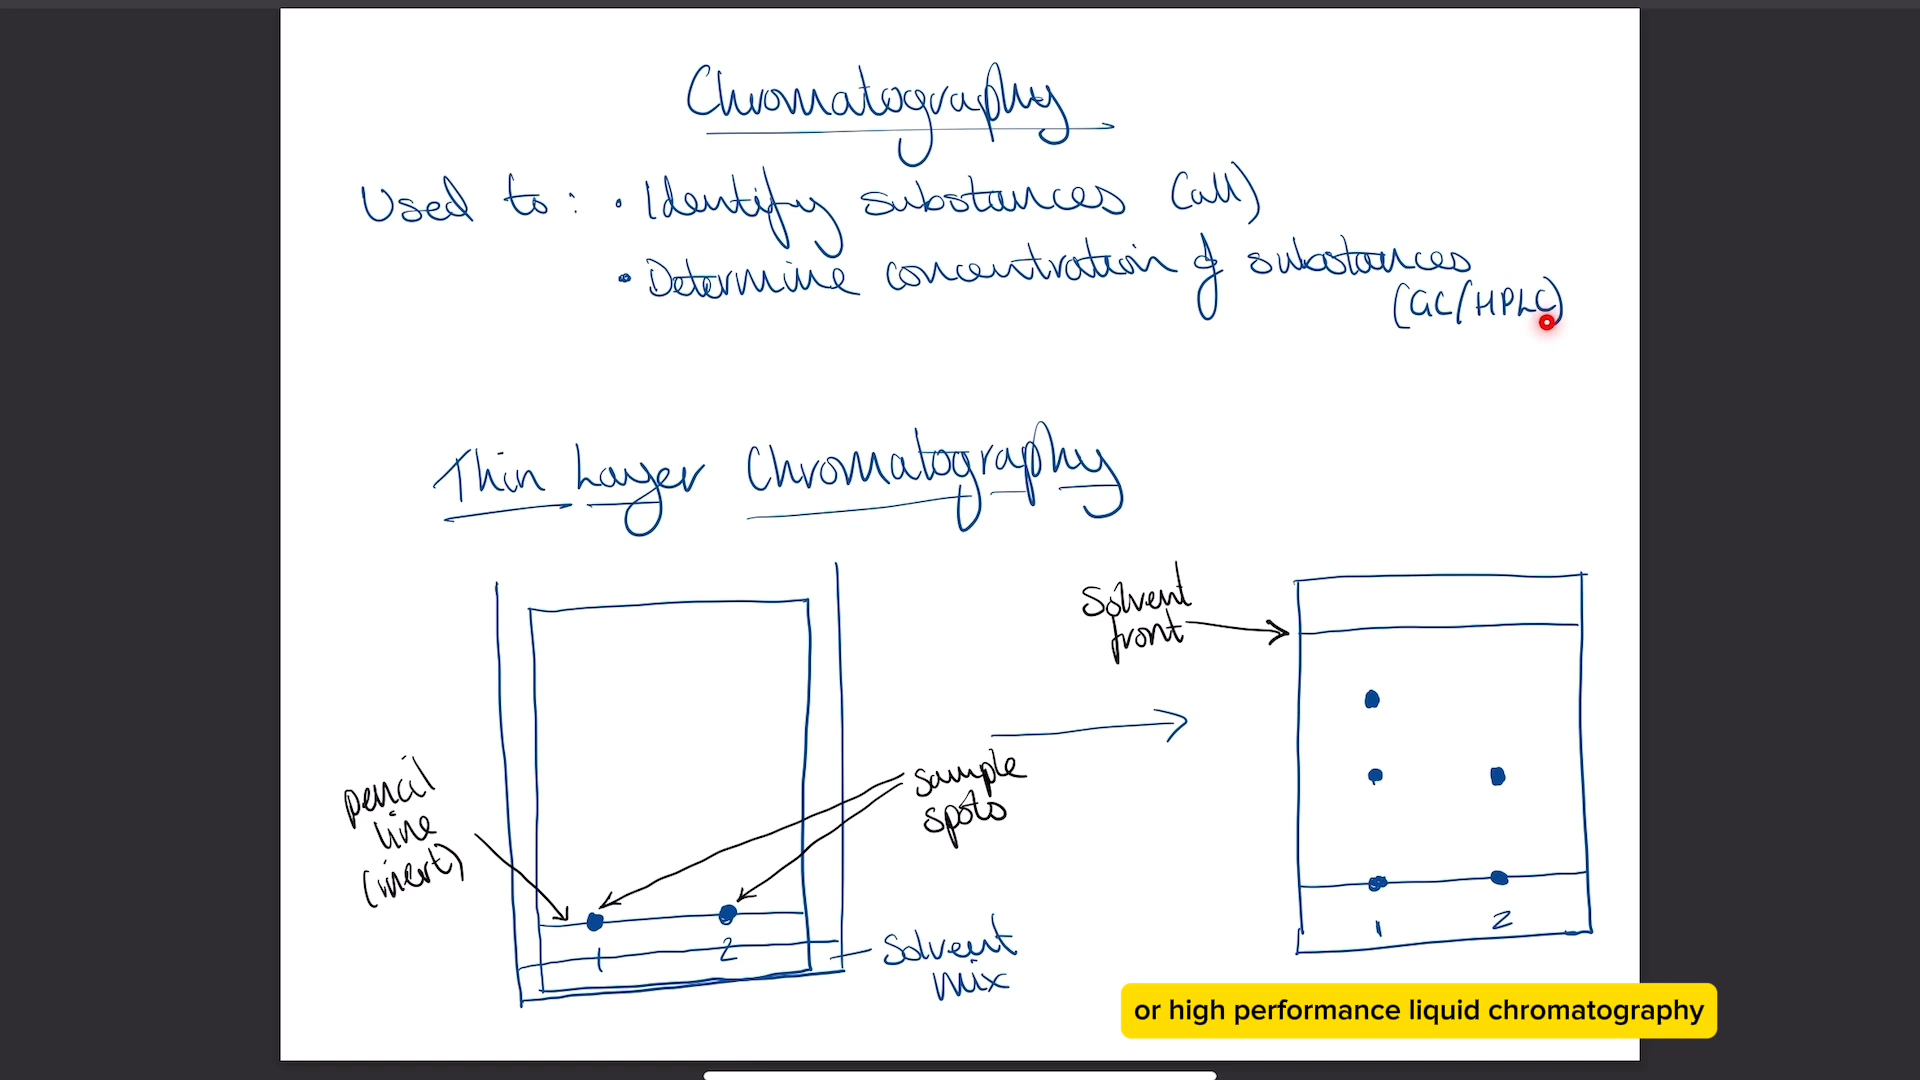 Chromatography
Used to: • Identify substances (all)
• Determine concentration of substances
(GC/HPLC)
Thin Layer Chromatography
Solvent
front
pencil
line
(inert)
sample
spots
1
2
Solvent
mix
1
2
or high performance liquid chromatography